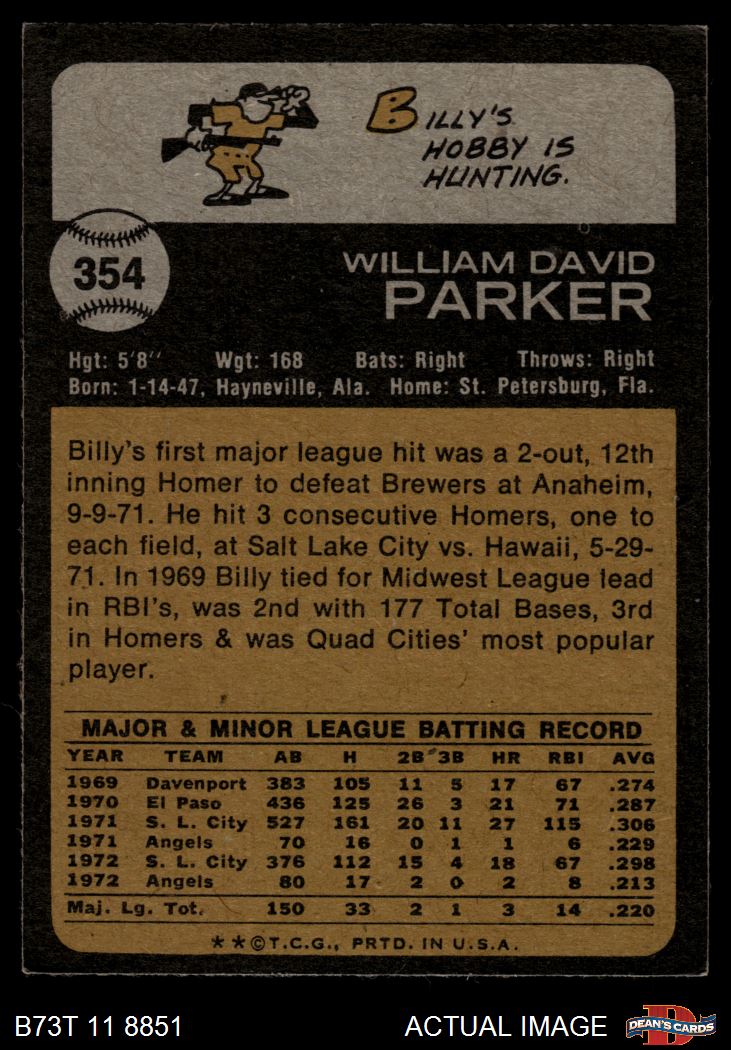 BILLY'S
HOBBY IS
HUNTING.
354
WILLIAM DAVID
PARKER
Hgt: 5'8" Wgt: 168 Bats: Right Throws: Right
Born: 1-14-47, Hayneville, Ala. Home: St. Petersburg, Fla.
Billy's first major league hit was a 2-out, 12th
inning Homer to defeat Brewers at Anaheim,
9-9-71. He hit 3 consecutive Homers, one to
each field, at Salt Lake City vs. Hawaii, 5-29-
71. In 1969 Billy tied for Midwest League lead
in RBI's, was 2nd with 177 Total Bases, 3rd
in Homers & was Quad Cities' most popular
player.
MAJOR & MINOR LEAGUE BATTING RECORD
YEAR TEAM AB H 2B 3B HR RBI AVG
1969 Davenport 383 105 11 5 17 67 .274
1970 El Paso 436 125 26 3 21 71 .287
1971 S. L. City 527 161 20 11 27 115 .306
1971 Angels 70 16 0 1 1 6 .229
1972 S. L. City 376 112 15 4 18 67 .298
1972 Angels 80 17 2 0 2 8 .213
Maj. Lg. Tot. 150 33 2 1 3 14 .220
**©T.C.G., PRTD. IN U.S.A.
B73T 11 8851 ACTUAL IMAGE
D
DEAN'S CARDS